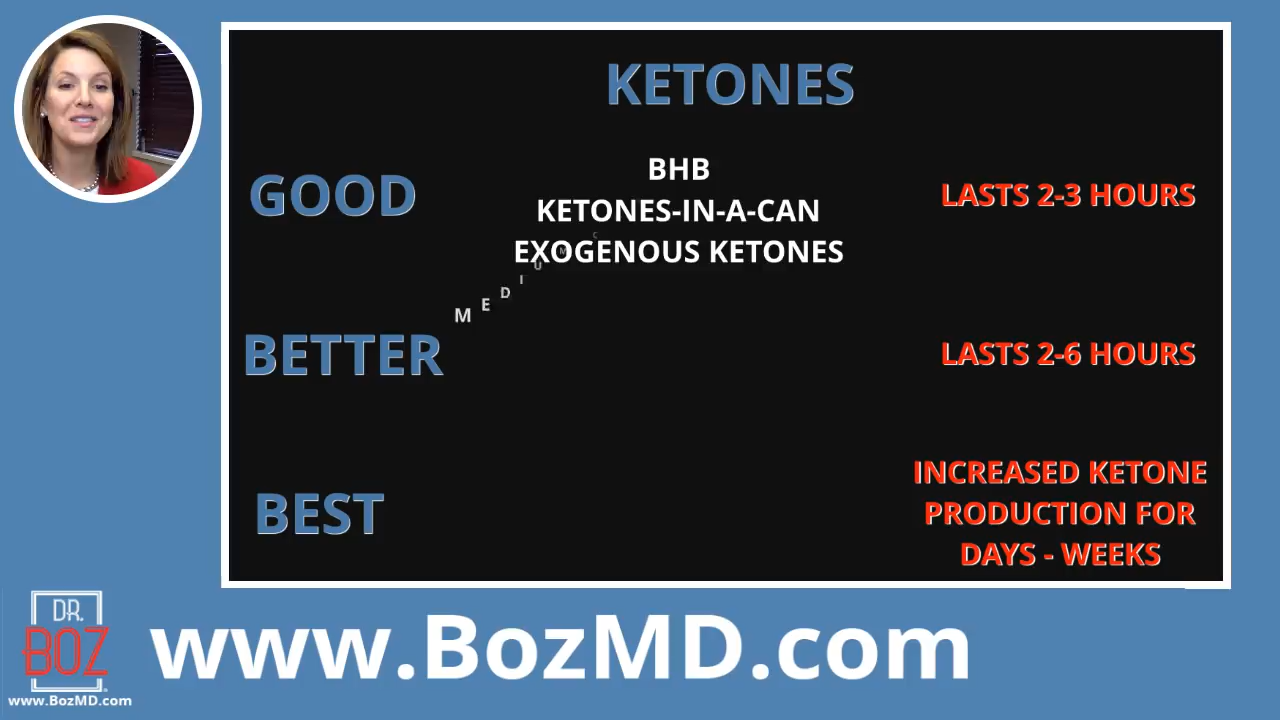 KETONES
GOOD
BHB
KETONES-IN-A-CAN
EXOGENOUS KETONES
LASTS 2-3 HOURS
M E D I U M C
BETTER
LASTS 2-6 HOURS
BEST
INCREASED KETONE
PRODUCTION FOR
DAYS - WEEKS
DR.
BOZ
www.BozMD.com
www.BozMD.com